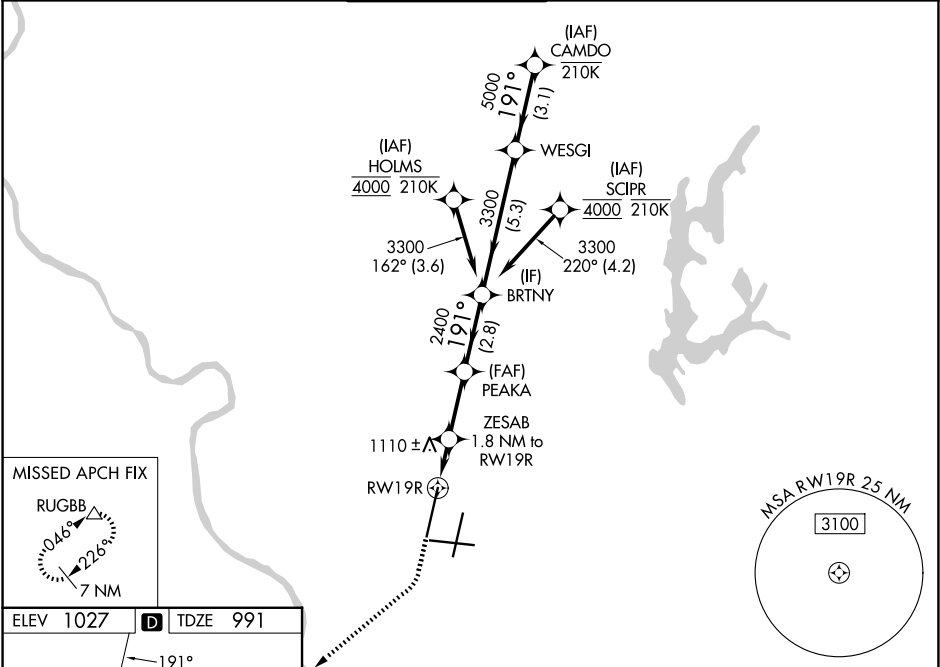 (IAF)
CAMDO
210K
5000
191°
(3.1)
WESGI
(IAF)
HOLMS
4000 210K
(IAF)
SCIPR
4000 210K
3300
(5.3)
3300
162° (3.6)
3300
220° (4.2)
(IF)
BRTNY
2400
191°
(2.8)
(FAF)
PEAKA
ZESAB
1.8 NM to
RW19R
1110 ±
RW19R
MISSED APCH FIX
RUGBB
046°
226°
7 NM
MSA RW19R 25 NM
3100
ELEV 1027 D TDZE 991
191°